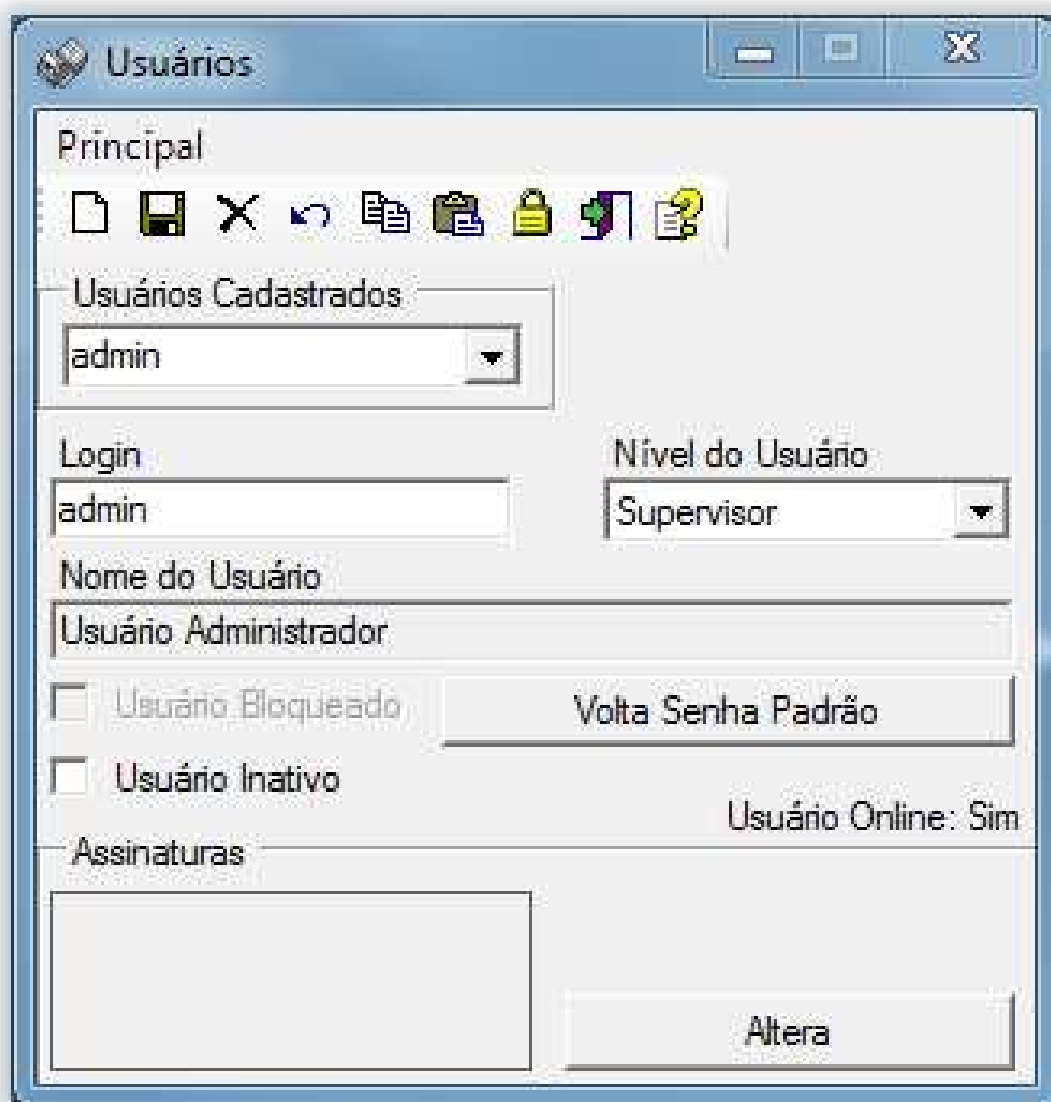 Usuários
Principal
Usuários Cadastrados
admin
Login
Nível do Usuário
admin
Supervisor
Nome do Usuário
Usuário Administrador
Usuário Bloqueado
Volta Senha Padrão
Usuário Inativo
Usuário Online: Sim
Assinaturas
Altera